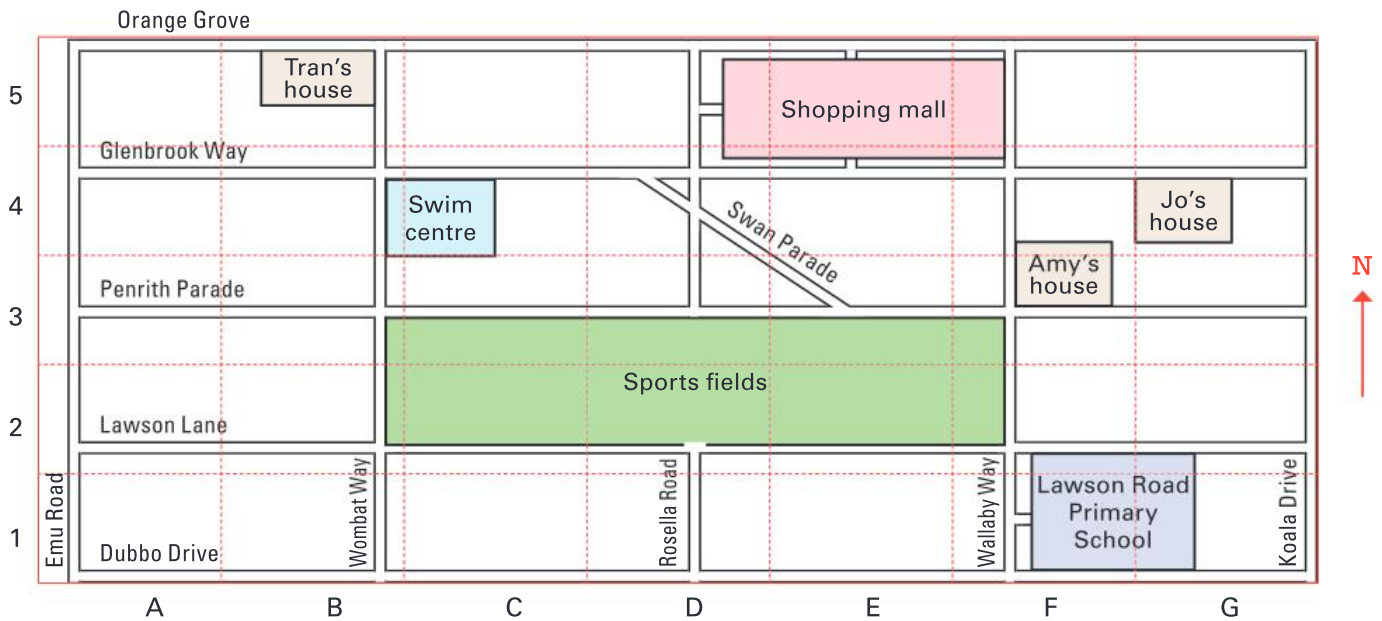 Orange Grove
5
Tran's
house
Shopping mall
Glenbrook Way
4
Swim
centre
Swan Parade
Jo's
house
Amy's
house
N
Penrith Parade
3
Sports fields
2
Lawson Lane
Emu Road
Wombat Way
Rosella Road
Wallaby Way
Lawson Road
Primary
School
Koala Drive
1
Dubbo Drive
A B C D E F G